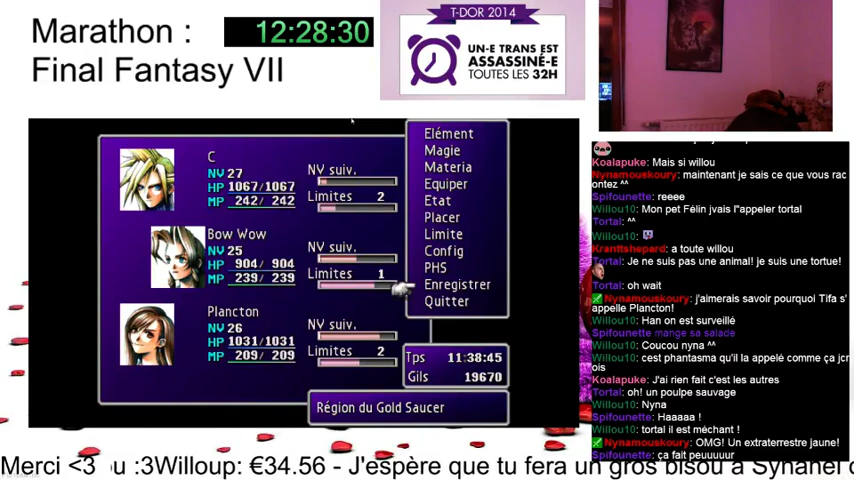 Marathon :
Final Fantasy VII
12:28:30
T-DOR 2014
UN·E TRANS EST
ASSASSINÉ·E
TOUTES LES 32H
C
NV 27
HP 1067/1067
MP 242/ 242
NV suiv.
Limites 2
Bow Wow
NV 25
HP 904/ 904
MP 239/ 239
NV suiv.
Limites 1
Plancton
NV 26
HP 1031/1031
MP 209/ 209
NV suiv.
Limites 2
Elément
Magie
Materia
Equiper
Etat
Placer
Limite
Config
PHS
Enregistrer
Quitter
Tps 11:38:45
Gils 19670
Région du Gold Saucer
Koalapuke: Mais si willou
Nynamouskoury: maintenant je sais ce que vous rac
ontez ^^
Spifounette: reeee
Willou10: Mon pet Félin jvais l"appeler tortal
Tortal: ^^
Willou10:
Kranttshepard: a toute willou
Tortal: Je ne suis pas une animal! je suis une tortue!
Tortal: oh wait
Nynamouskoury: j'aimerais savoir pourquoi Tifa s'
appelle Plancton!
Willou10: Han on est surveillé
Spifounette mange sa salade
Willou10: Coucou nyna ^^
Willou10: cest phantasma qu'il la appelé comme ça jcr
ois
Koalapuke: J'ai rien fait c'est les autres
Tortal: oh! un poulpe sauvage
Spifounette: Haaaaa !
Willou10: Nyna
Willou10: tortal il est méchant !
Nynamouskoury: OMG! Un extraterrestre jaune!
Spifounette: ça fait peuuuuur
Merci <3 ou :3Willoup: €34.56 - J'espère que tu fera un gros bisou à Synahel